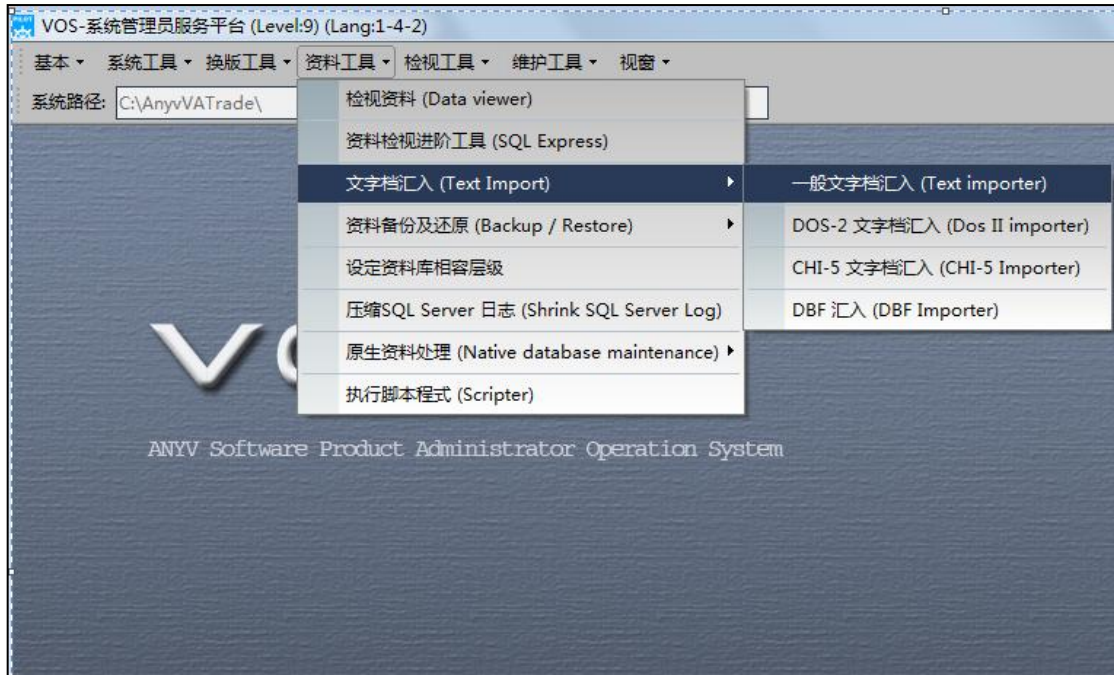 VOS-系统管理员服务平台 (Level:9) (Lang:1-4-2)
基本 系统工具 换版工具 资料工具 检视工具 维护工具 视窗
系统路径: C:\AnyvVATrade\
检视资料 (Data viewer)
资料检视进阶工具 (SQL Express)
文字档汇入 (Text Import)
资料备份及还原 (Backup / Restore)
设定资料库相容层级
压缩SQL Server 日志 (Shrink SQL Server Log)
原生资料处理 (Native database maintenance)
执行脚本程式 (Scripter)
一般文字档汇入 (Text importer)
DOS-2 文字档汇入 (Dos II importer)
CHI-5 文字档汇入 (CHI-5 Importer)
DBF 汇入 (DBF Importer)
ANYV Software Product Administrator Operation System